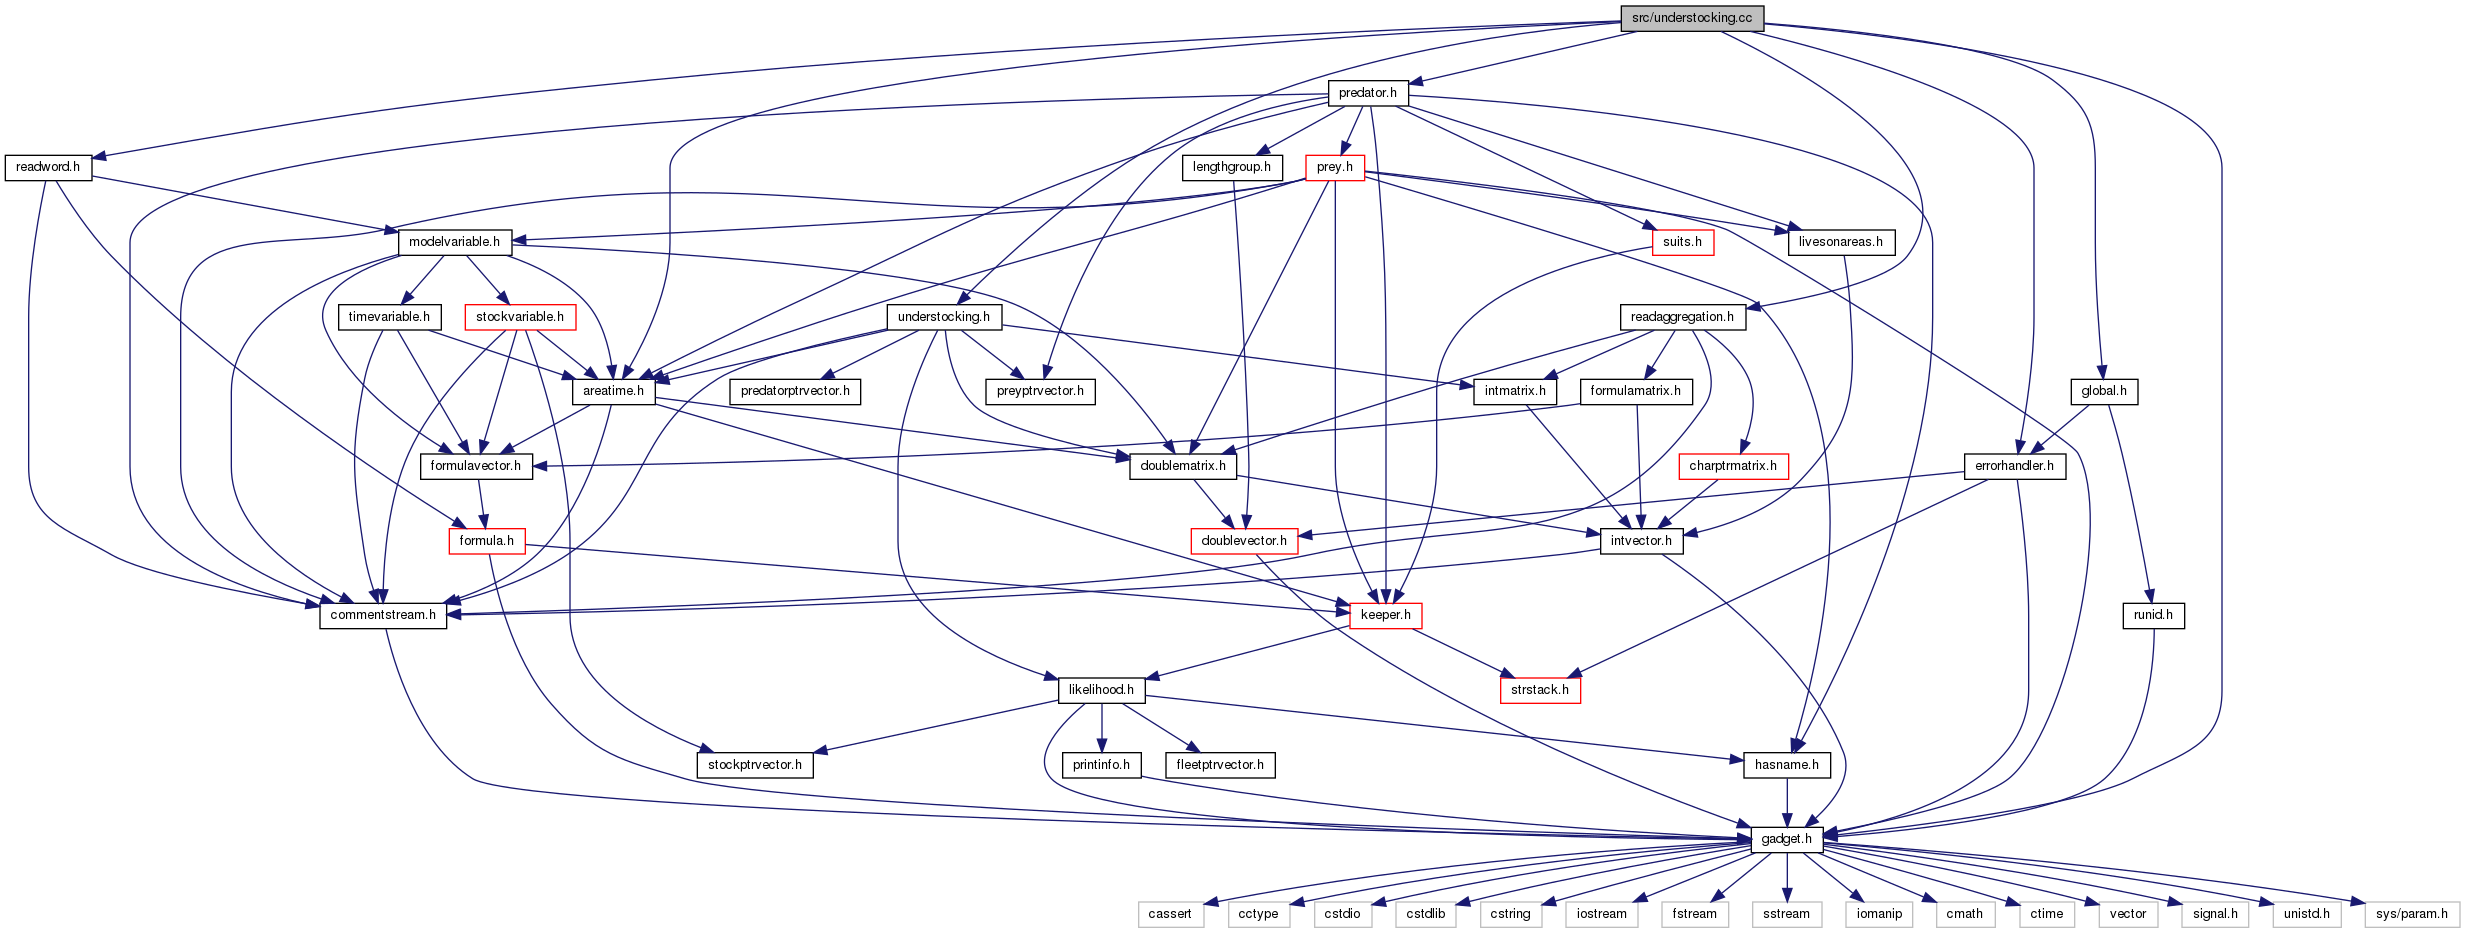 src/understocking.cc
predator.h
readword.h
lengthgroup.h
prey.h
modelvariable.h
suits.h
livesonareas.h
timevariable.h
stockvariable.h
understocking.h
readaggregation.h
areatime.h
predatorptrvector.h
preyptrvector.h
intmatrix.h
formulamatrix.h
global.h
formulavector.h
doublematrix.h
charptrmatrix.h
errorhandler.h
formula.h
doublevector.h
intvector.h
commentstream.h
keeper.h
runid.h
likelihood.h
strstack.h
stockptrvector.h
printinfo.h
fleetptrvector.h
hasname.h
gadget.h
cassert
cctype
cstdio
cstdlib
cstring
iostream
fstream
sstream
iomanip
cmath
ctime
vector
signal.h
unistd.h
sys/param.h